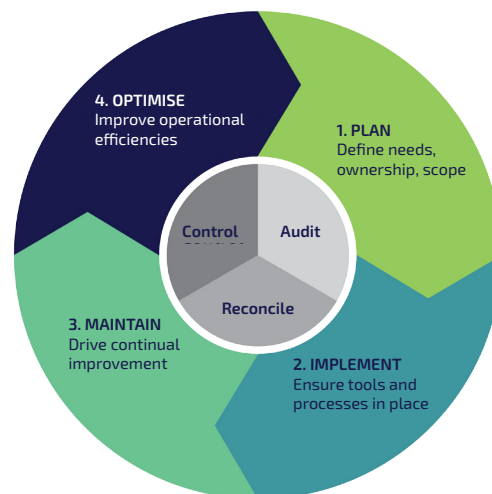 4. OPTIMISE
Improve operational
efficiencies
1. PLAN
Define needs,
ownership, scope
Control
Audit
Reconcile
3. MAINTAIN
Drive continual
improvement
2. IMPLEMENT
Ensure tools and
processes in place